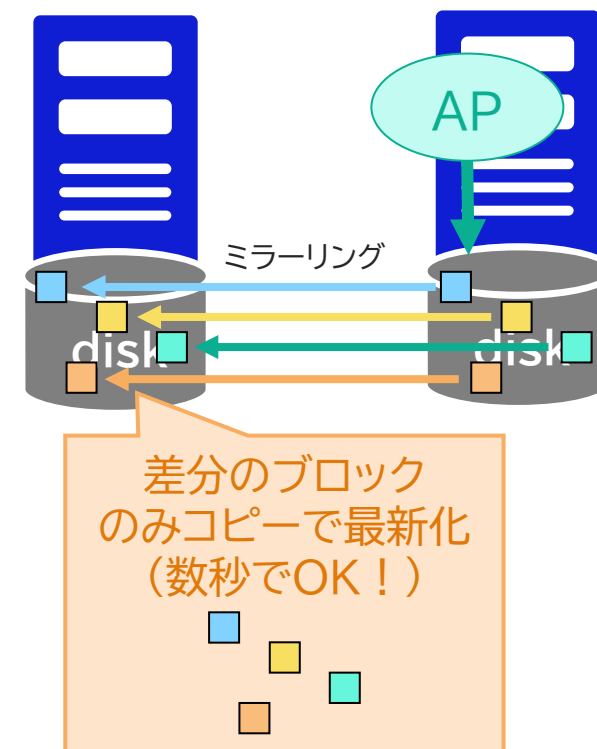 AP
ミラーリング
disk
disk
差分のブロック
のみコピーで最新化
（数秒でOK！）